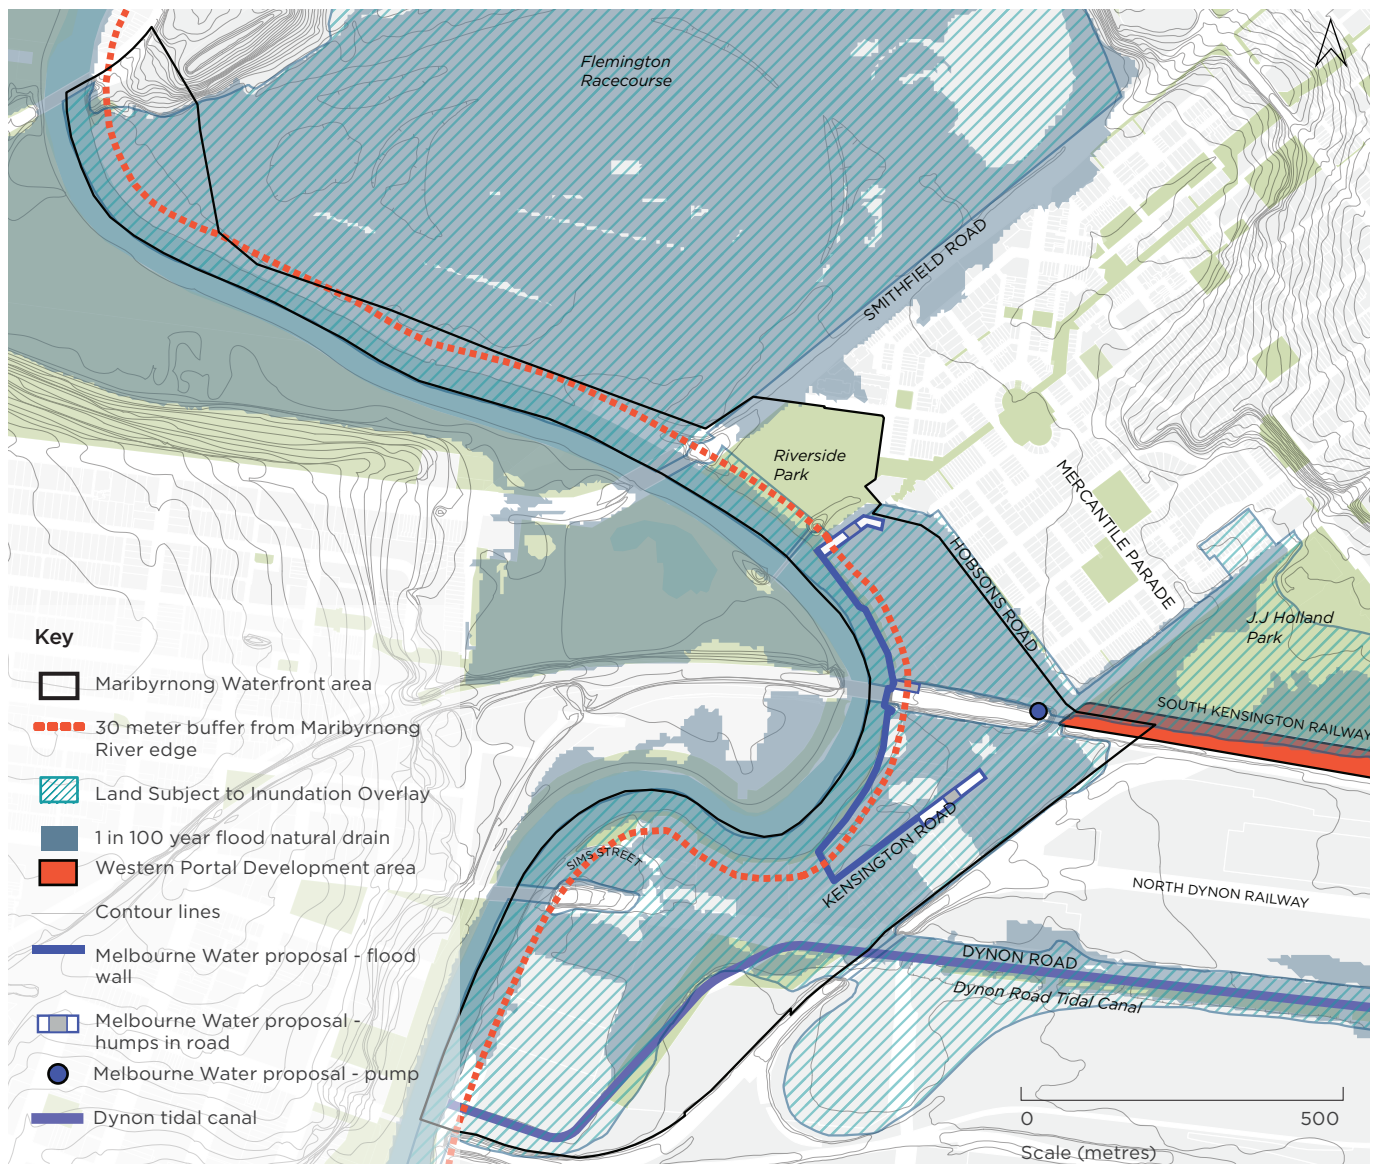 Flemington
Racecourse
SMITHFIELD ROAD
Riverside
Park
MERCANTILE PARADE
HOBSONS ROAD
J.J Holland
Park
SOUTH KENSINGTON RAILWAY
SIMS STREET
KENSINGTON ROAD
NORTH DYNON RAILWAY
DYNON ROAD
Dynon Road Tidal Canal
Key
Maribyrnong Waterfront area
30 meter buffer from Maribyrnong
River edge
Land Subject to Inundation Overlay
1 in 100 year flood natural drain
Western Portal Development area
Contour lines
Melbourne Water proposal - flood
wall
Melbourne Water proposal -
humps in road
Melbourne Water proposal - pump
Dynon tidal canal
0 500
Scale (metres)